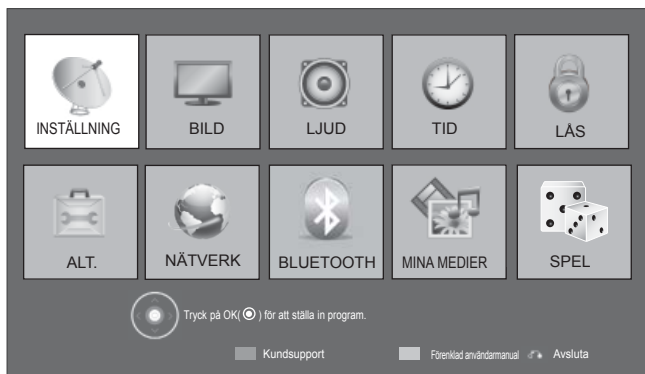 INSTÄLLNING BILD LJUD TID LÅS
ALT. NÄTVERK BLUETOOTH MINA MEDIER SPEL
Tryck på OK( ) för att ställa in program.
Kundsupport Förenklad användarmanual Avsluta